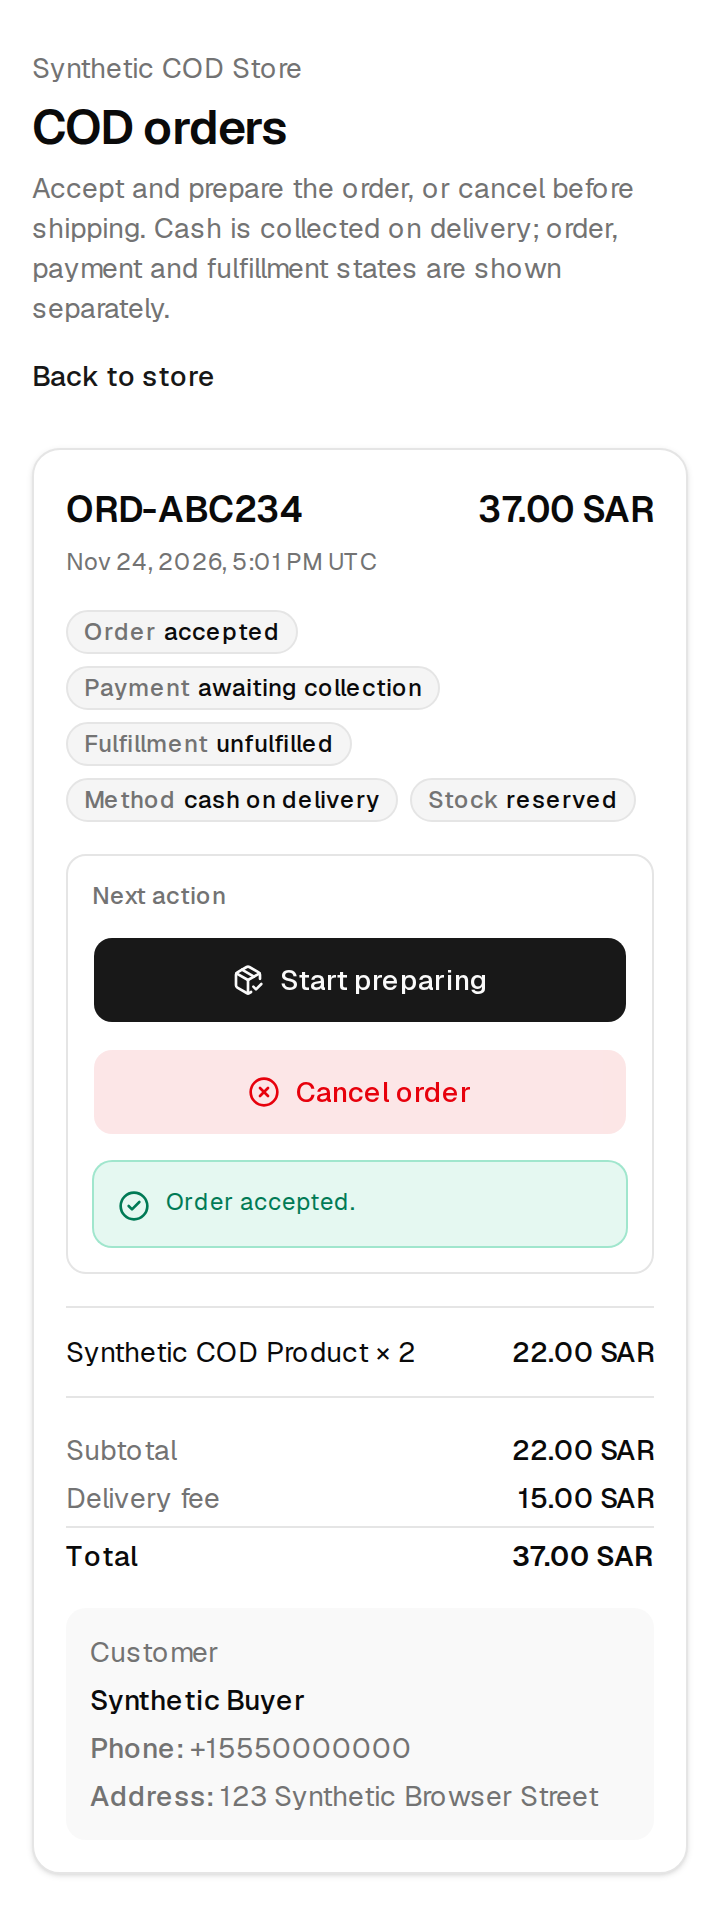 Synthetic COD Store
COD orders
Accept and prepare the order, or cancel before
shipping. Cash is collected on delivery; order,
payment and fulfillment states are shown
separately.
Back to store
ORD-ABC234 37.00 SAR
Nov 24, 2026, 5:01 PM UTC
Order accepted
Payment awaiting collection
Fulfillment unfulfilled
Method cash on delivery Stock reserved
Next action
Start preparing
Cancel order
Order accepted.
Synthetic COD Product × 2 22.00 SAR
Subtotal 22.00 SAR
Delivery fee 15.00 SAR
Total 37.00 SAR
Customer
Synthetic Buyer
Phone: +15550000000
Address: 123 Synthetic Browser Street